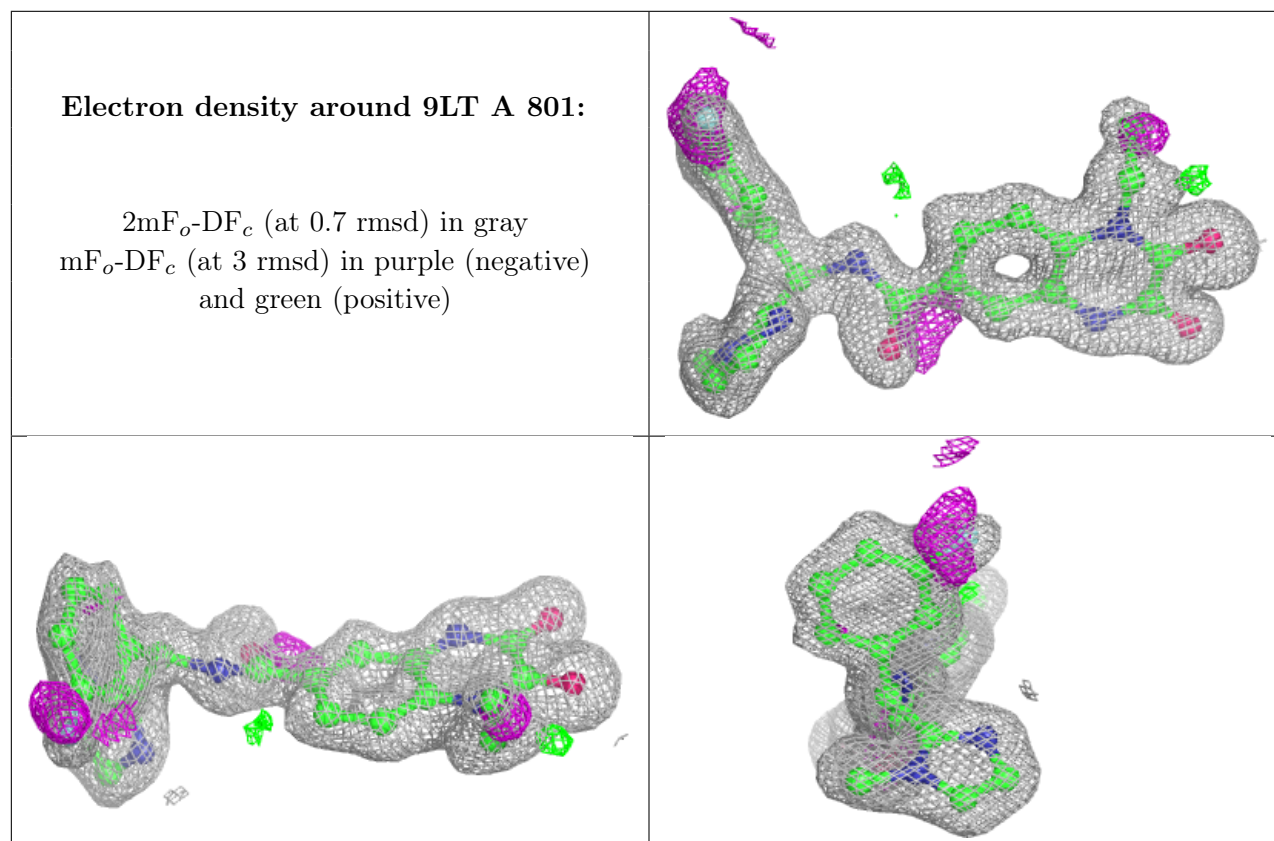 Electron density around 9LT A 801:
2mFo-DFc (at 0.7 rmsd) in gray
mFo-DFc (at 3 rmsd) in purple (negative)
and green (positive)